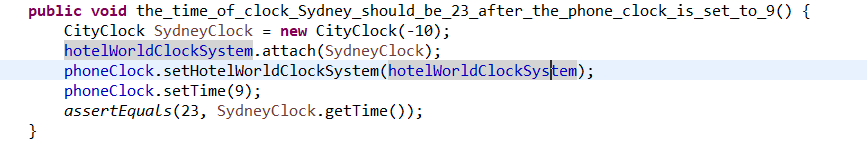 public void the_time_of_clock_Sydney_should_be_23_after_the_phone_clock_is_set_to_9() {
CityClock SydneyClock = new CityClock(-10);
hotelWorldClockSystem.attach(SydneyClock);
phoneClock.setHotelWorldClockSystem(hotelWorldClockSystem);
phoneClock.setTime(9);
assertEquals(23, SydneyClock.getTime());
}